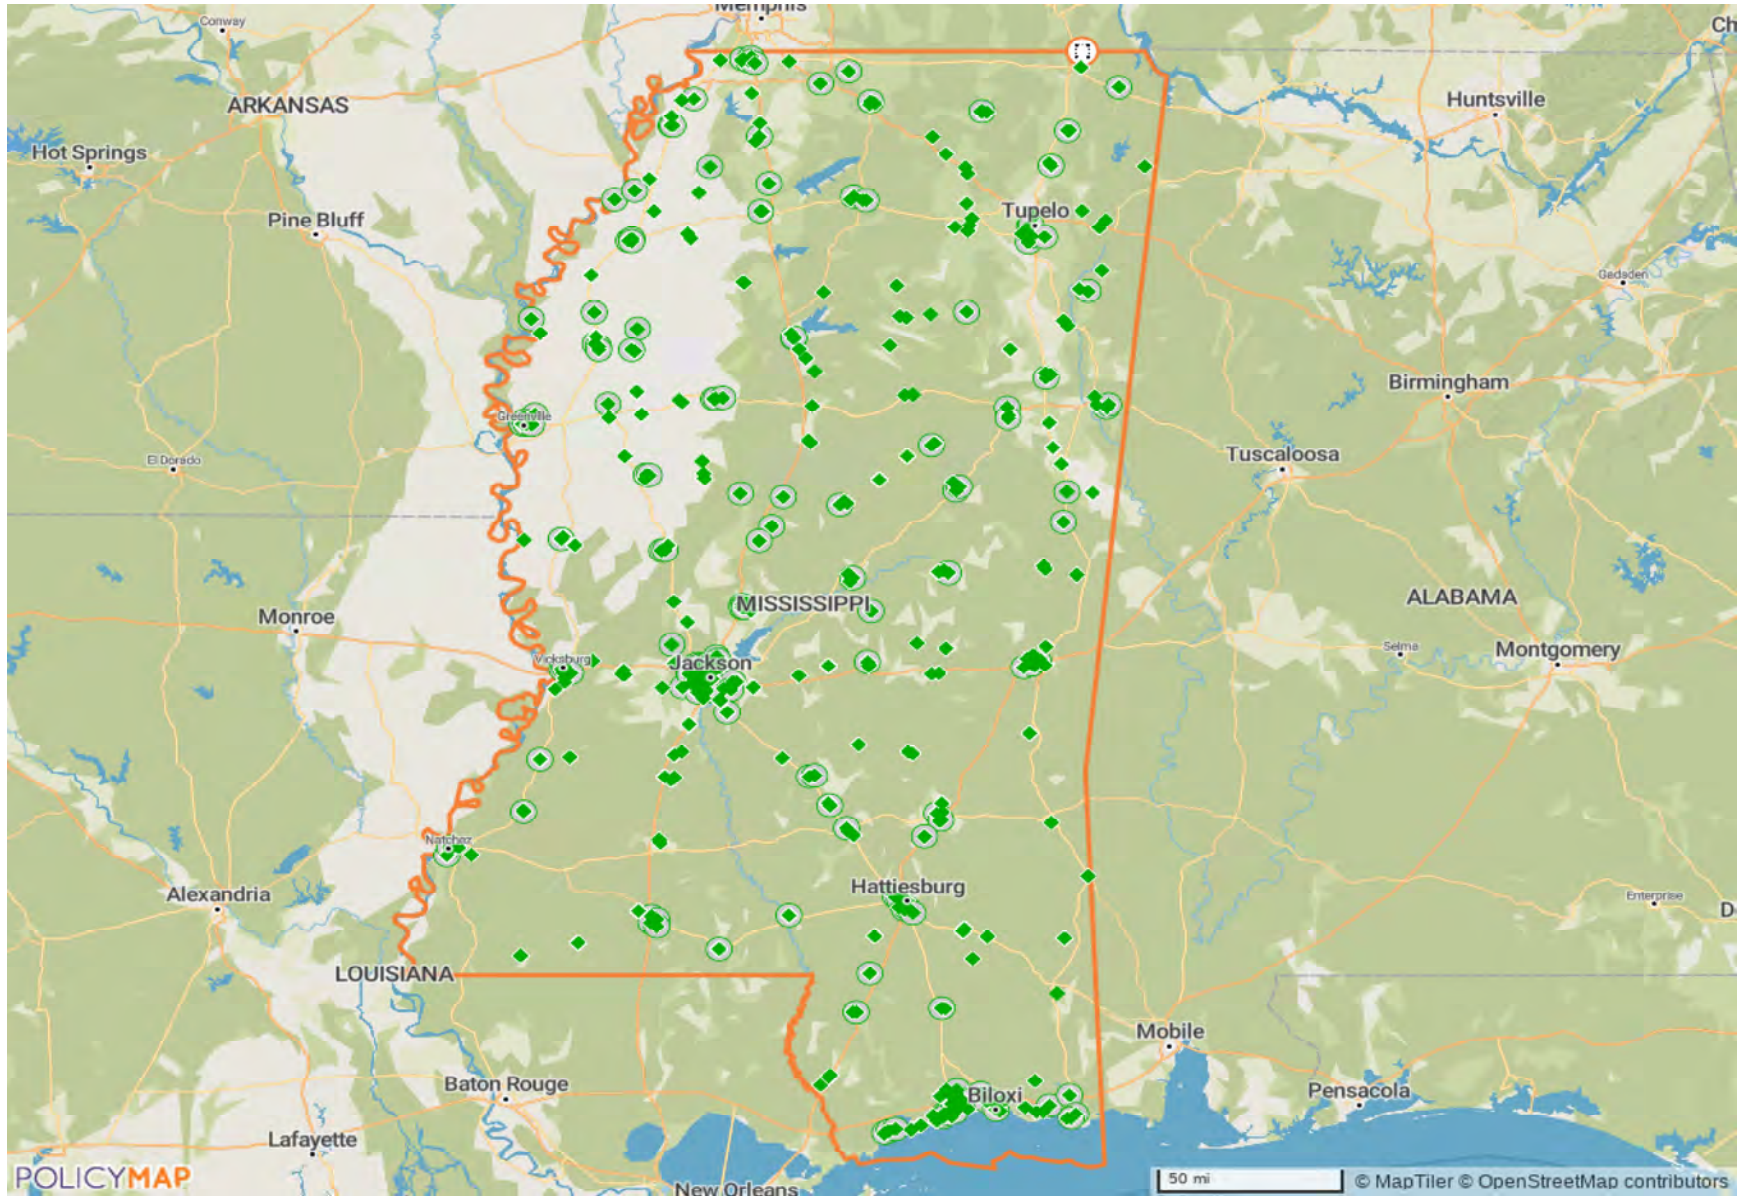 Memphis
Conway
Ch
ARKANSAS
Huntsville
Hot Springs
Pine Bluff
Tupelo
Gadsden
Birmingham
Greenville
Tuscaloosa
El Dorado
MISSISSIPPI
ALABAMA
Monroe
Selma
Montgomery
Vicksburg
Jackson
Natchez
Alexandria
Hattiesburg
Enterprise
D
LOUISIANA
Mobile
Baton Rouge
Biloxi
Pensacola
Lafayette
POLICYMAP
New Orleans
50 mi
© MapTiler © OpenStreetMap contributors